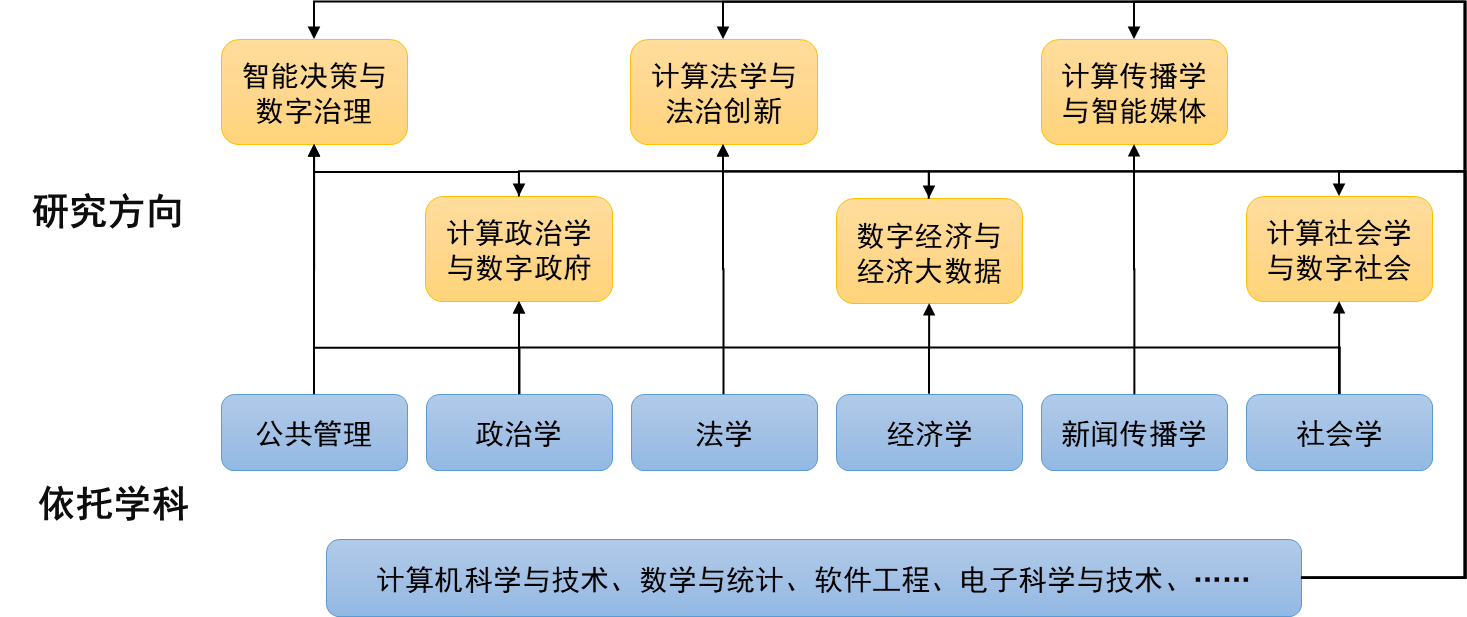 智能决策与
数字治理
计算法学与
法治创新
计算传播学
与智能媒体
研究方向
计算政治学
与数字政府
数字经济与
经济大数据
计算社会学
与数字社会
公共管理
政治学
法学
经济学
新闻传播学
社会学
依托学科
计算机科学与技术、数学与统计、软件工程、电子科学与技术、······